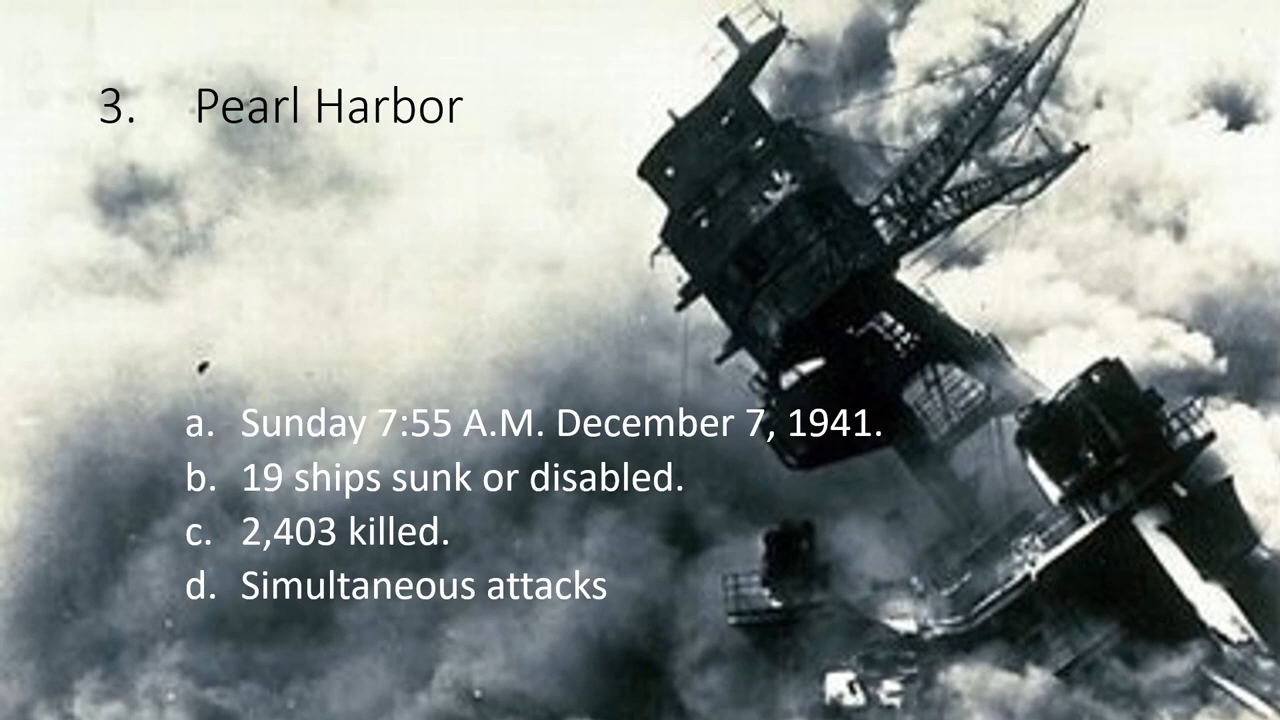 3. Pearl Harbor
a. Sunday 7:55 A.M. December 7, 1941.
b. 19 ships sunk or disabled.
c. 2,403 killed.
d. Simultaneous attacks